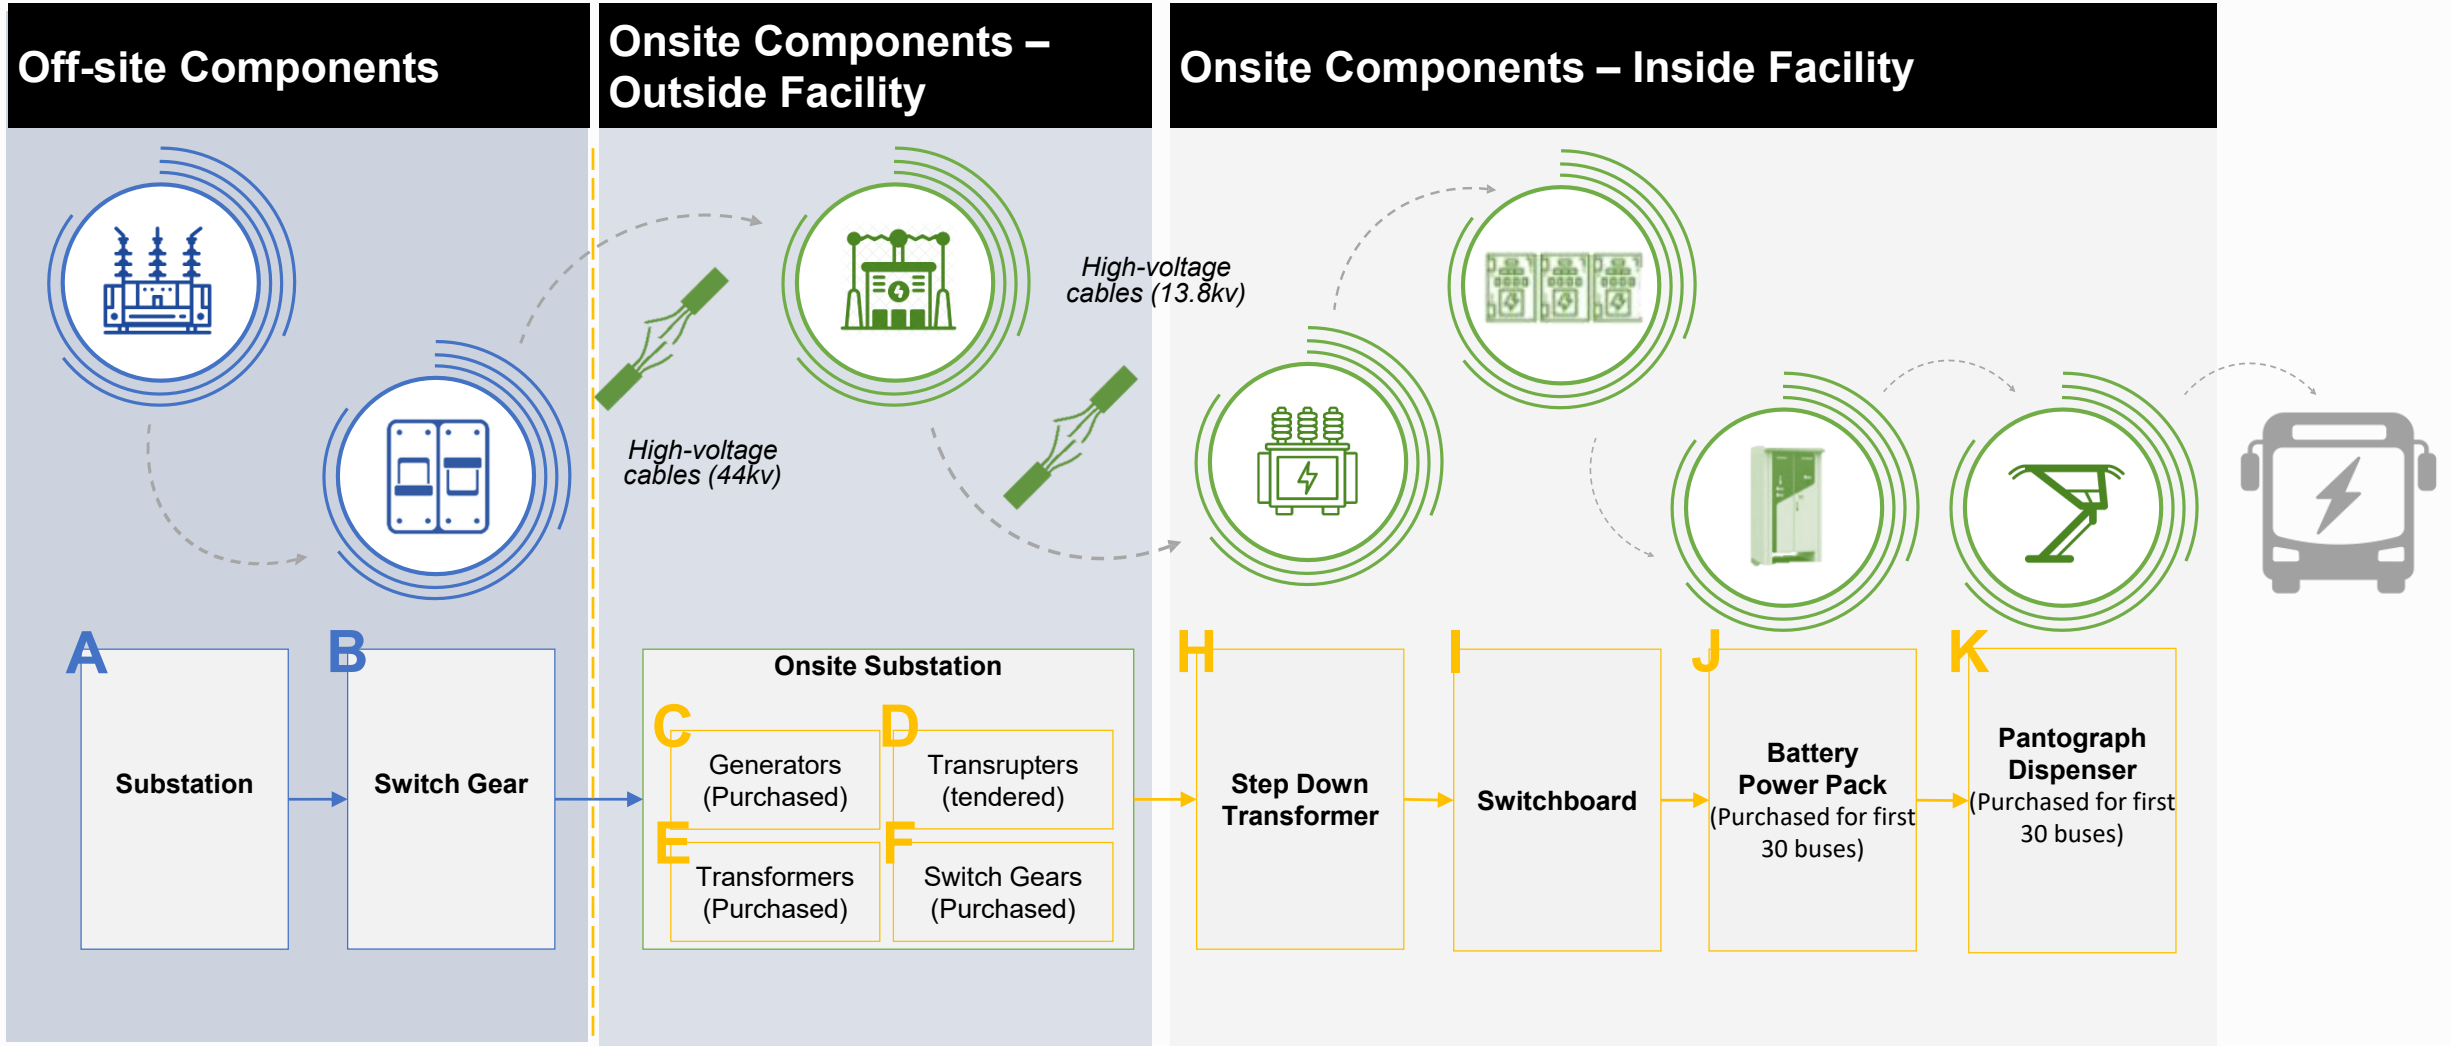 Off-site Components
Onsite Components –
Outside Facility
Onsite Components – Inside Facility
High-voltage
cables (44kv)
High-voltage
cables (13.8kv)
A
Substation
B
Switch Gear
Onsite Substation
C
Generators
(Purchased)
D
Transrupters
(tendered)
E
Transformers
(Purchased)
F
Switch Gears
(Purchased)
H
Step Down
Transformer
I
Switchboard
J
Battery
Power Pack
(Purchased for first
30 buses)
K
Pantograph
Dispenser
(Purchased for first
30 buses)